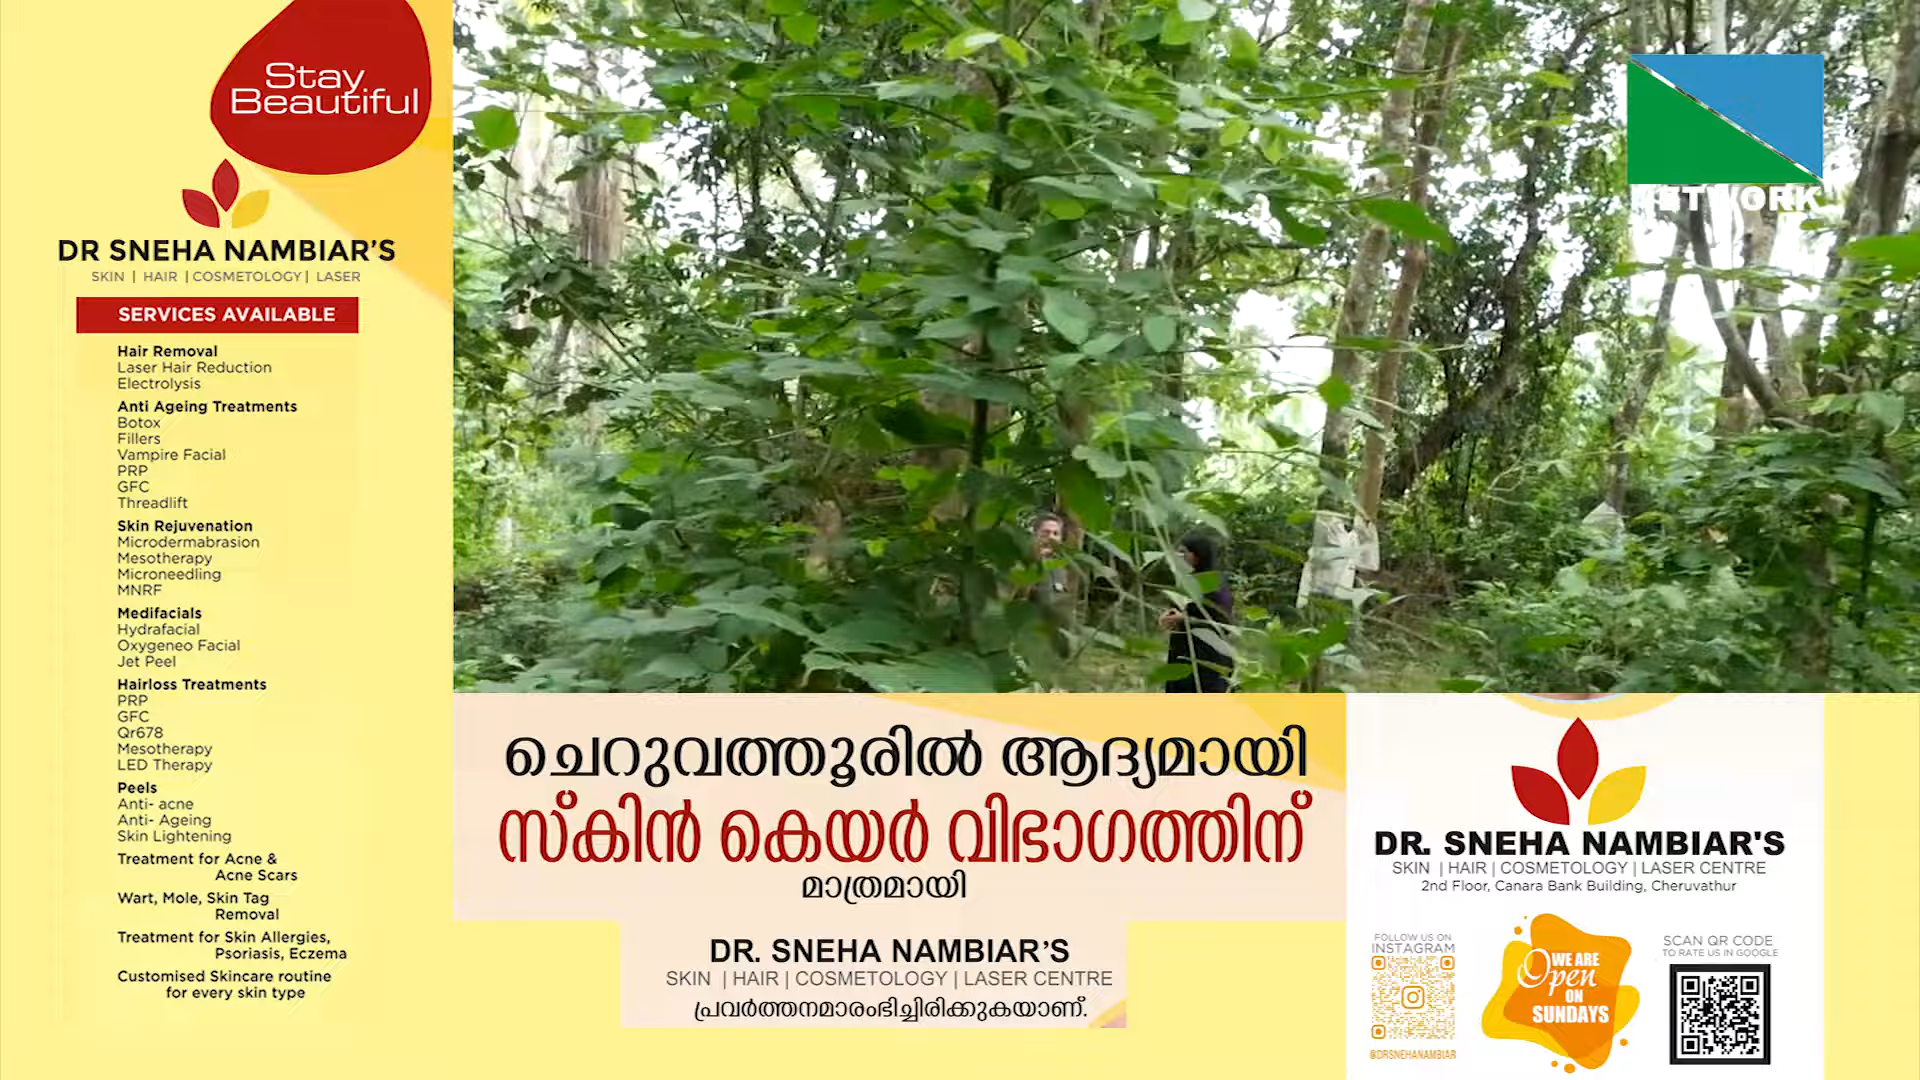 Stay
Beautiful
DR SNEHA NAMBIAR’S
SKIN | HAIR | COSMETOLOGY | LASER
SERVICES AVAILABLE
Hair Removal
Laser Hair Reduction
Electrolysis
Anti Ageing Treatments
Botox
Fillers
Vampire Facial
PRP
GFC
Threadlift
Skin Rejuvenation
Microdermabrasion
Mesotherapy
Microneedling
MNRF
Medifacials
Hydrafacial
Oxygeneo Facial
Jet Peel
Hairloss Treatments
PRP
GFC
Qr678
Mesotherapy
LED Therapy
Peels
Anti- acne
Anti- Ageing
Skin Lightening
Treatment for Acne &
Acne Scars
Wart, Mole, Skin Tag
Removal
Treatment for Skin Allergies,
Psoriasis, Eczema
Customised Skincare routine
for every skin type
NETWORK
ചെറുവത്തൂരിൽ ആദ്യമായി
സ്കിൻ കെയർ വിഭാഗത്തിന്
മാത്രമായി
DR. SNEHA NAMBIAR’S
SKIN | HAIR | COSMETOLOGY | LASER CENTRE
പ്രവർത്തനമാരംഭിച്ചിരിക്കുകയാണ്.
DR. SNEHA NAMBIAR'S
SKIN | HAIR | COSMETOLOGY | LASER CENTRE
2nd Floor, Canara Bank Building, Cheruvathur
FOLLOW US ON
INSTAGRAM
@DRSNEHANAMBIAR
WE ARE
Open
ON
SUNDAYS
SCAN QR CODE
TO RATE US IN GOOGLE